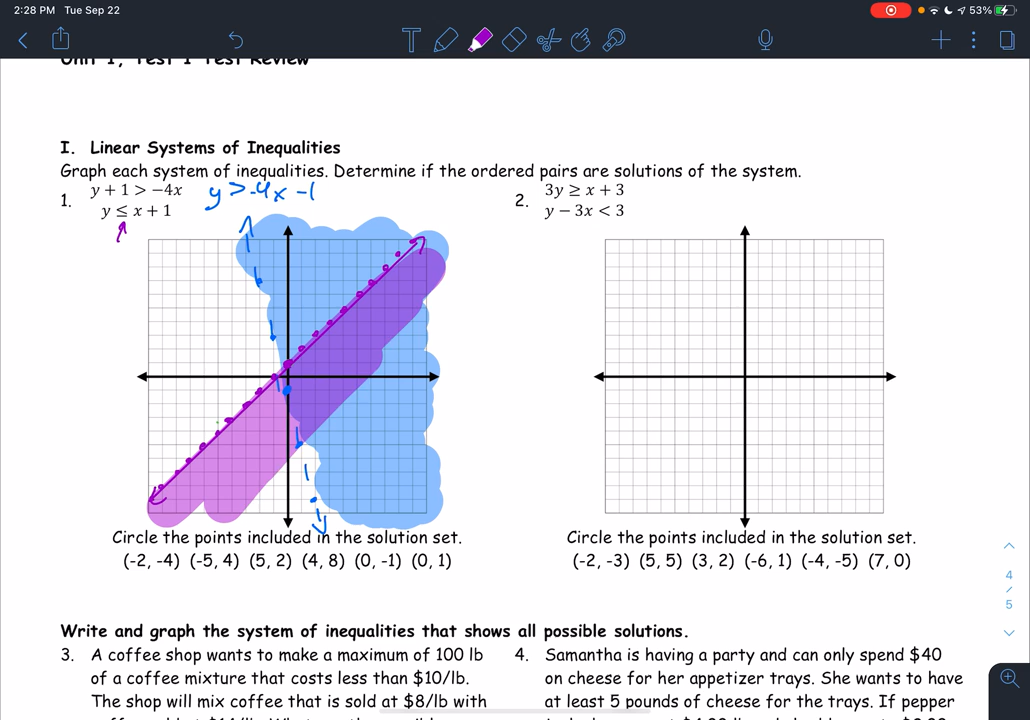 2:28 PM Tue Sep 22
53%
Unit 1, Test 1 Test Review
I. Linear Systems of Inequalities
Graph each system of inequalities. Determine if the ordered pairs are solutions of the system.
1. y + 1 > −4x
y ≤ x + 1
y > -4x -1
2. 3y ≥ x + 3
y − 3x < 3
Circle the points included in the solution set.
(-2, -4) (-5, 4) (5, 2) (4, 8) (0, -1) (0, 1)
Circle the points included in the solution set.
(-2, -3) (5, 5) (3, 2) (-6, 1) (-4, -5) (7, 0)
4
/
5
Write and graph the system of inequalities that shows all possible solutions.
3. A coffee shop wants to make a maximum of 100 lb
of a coffee mixture that costs less than $10/lb.
The shop will mix coffee that is sold at $8/lb with
4. Samantha is having a party and can only spend $40
on cheese for her appetizer trays. She wants to have
at least 5 pounds of cheese for the trays. If pepper